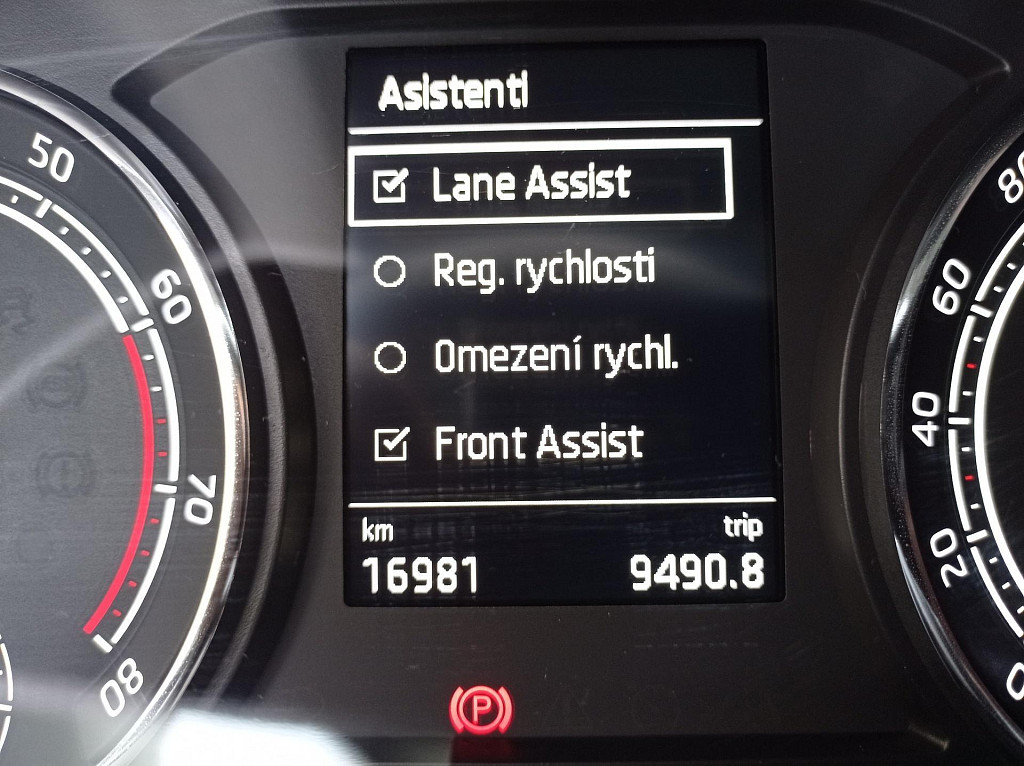 Asistenti
Lane Assist
Reg. rychlosti
Omezení rychl.
Front Assist
km trip
16981 9490.8
50
60
70
80
80
60
40
20
0
P